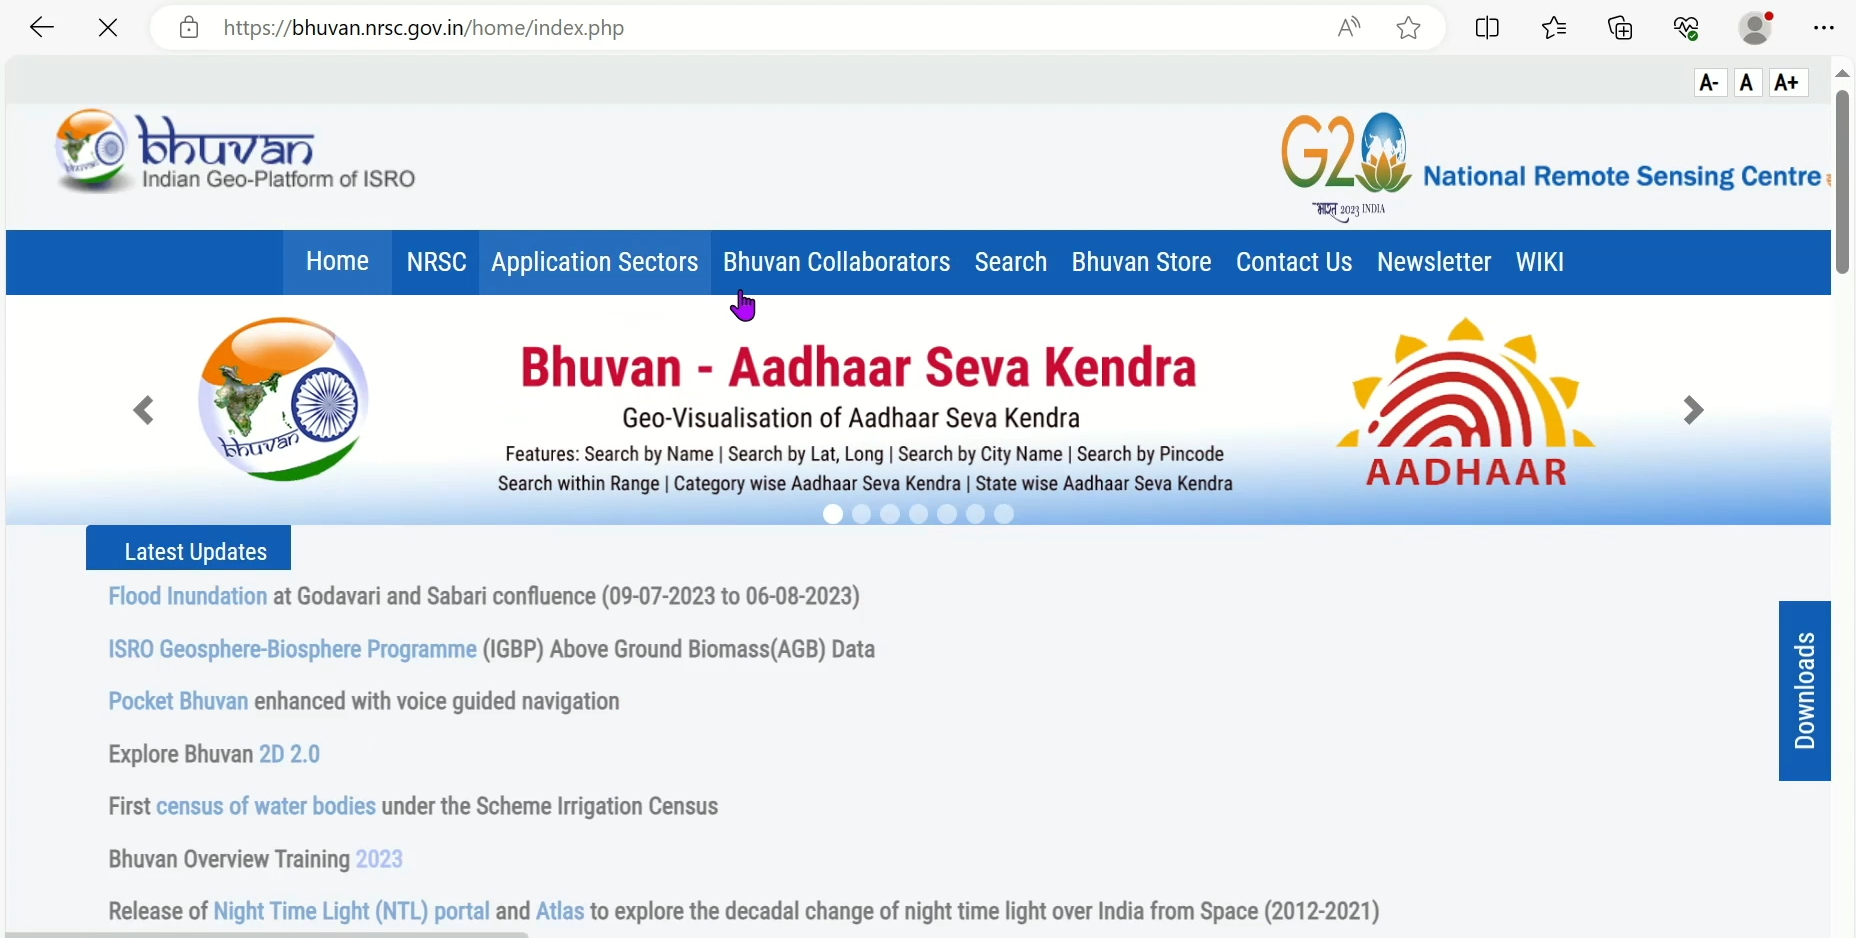 https://bhuvan.nrsc.gov.in/home/index.php
A- A A+
bhuvan
Indian Geo-Platform of ISRO
G20
भारत 2023 INDIA
National Remote Sensing Centre
Home NRSC Application Sectors Bhuvan Collaborators Search Bhuvan Store Contact Us Newsletter WIKI
bhuvan
Bhuvan - Aadhaar Seva Kendra
Geo-Visualisation of Aadhaar Seva Kendra
Features: Search by Name | Search by Lat, Long | Search by City Name | Search by Pincode
Search within Range | Category wise Aadhaar Seva Kendra | State wise Aadhaar Seva Kendra
AADHAAR
Latest Updates
Flood Inundation at Godavari and Sabari confluence (09-07-2023 to 06-08-2023)
ISRO Geosphere-Biosphere Programme (IGBP) Above Ground Biomass(AGB) Data
Pocket Bhuvan enhanced with voice guided navigation
Explore Bhuvan 2D 2.0
First census of water bodies under the Scheme Irrigation Census
Bhuvan Overview Training 2023
Release of Night Time Light (NTL) portal and Atlas to explore the decadal change of night time light over India from Space (2012-2021)
Downloads